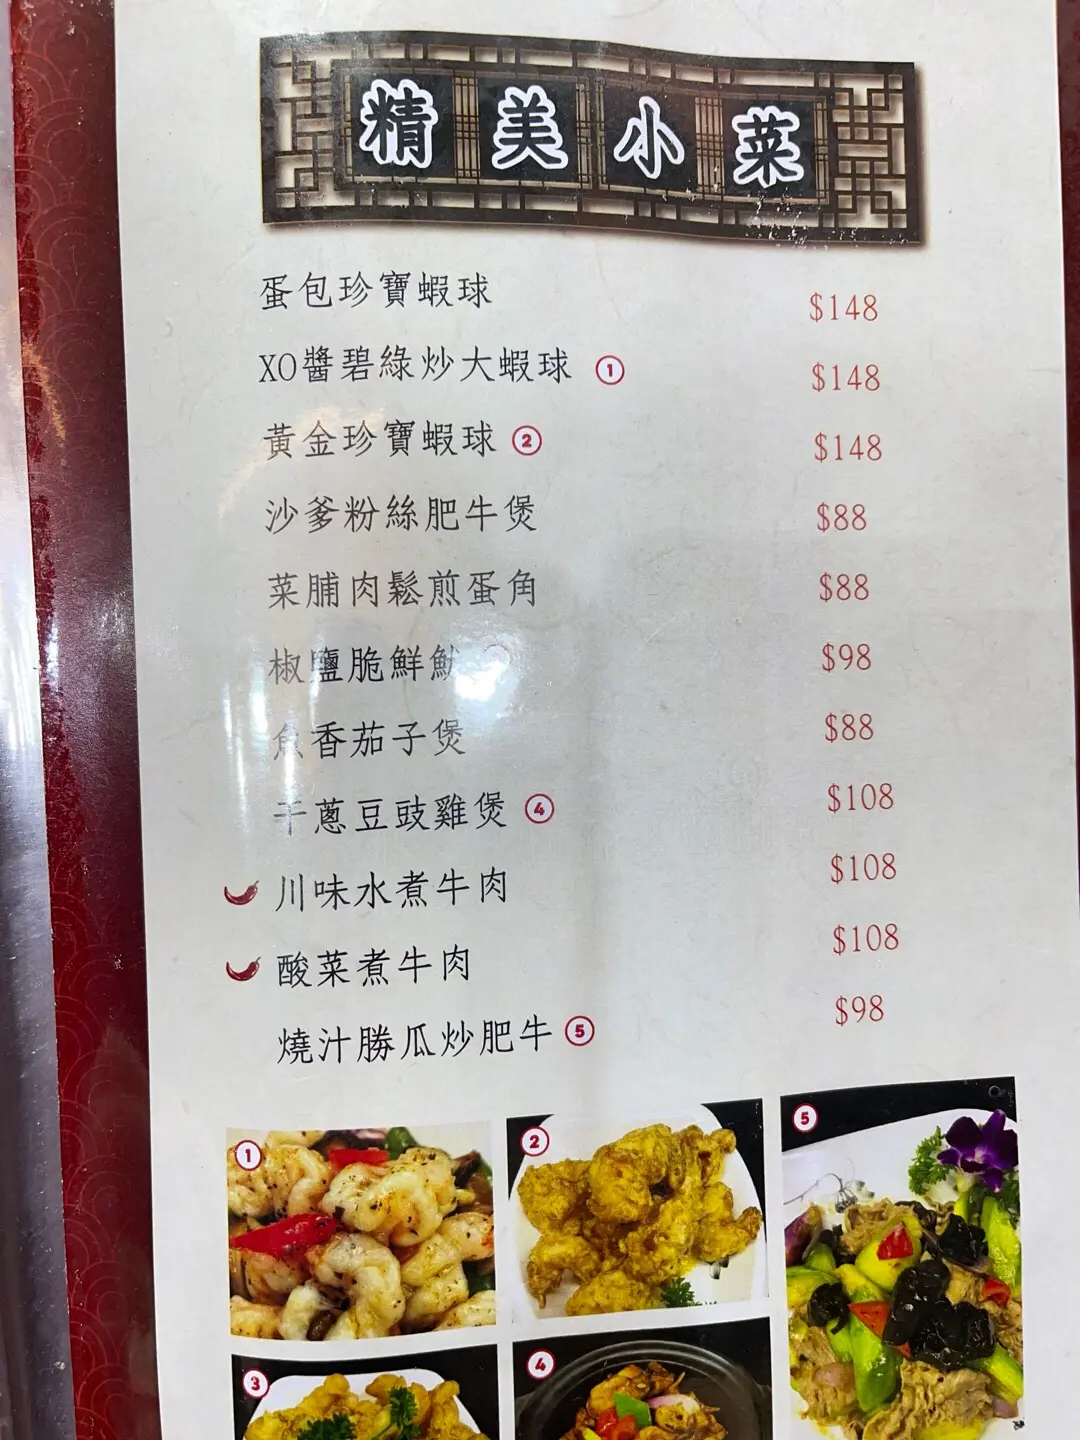 精美小菜
蛋包珍寶蝦球 $148
XO醬碧綠炒大蝦球 1 $148
黃金珍寶蝦球 2 $148
沙爹粉絲肥牛煲 $88
菜脯肉鬆煎蛋角 $88
椒鹽脆鮮魷 $98
魚香茄子煲 $88
干蔥豆豉雞煲 4 $108
川味水煮牛肉 $108
酸菜煮牛肉 $108
燒汁勝瓜炒肥牛 5 $98
1
2
5
3
4